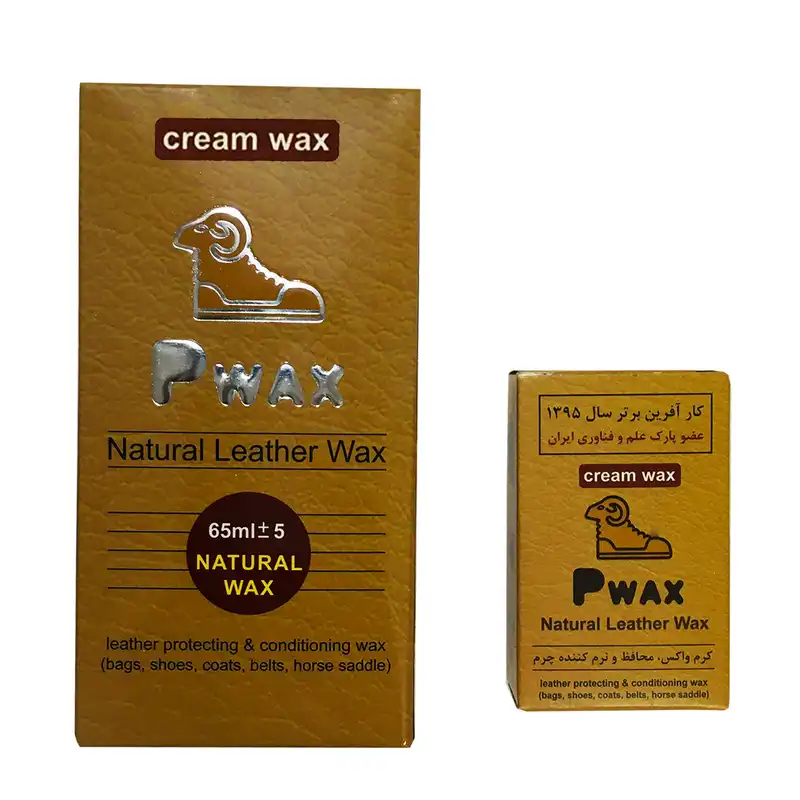 cream wax
PWAX
Natural Leather Wax
65ml±5
NATURAL
WAX
leather protecting & conditioning wax
(bags, shoes, coats, belts, horse saddle)
کار آفرین برتر سال ۱۳۹۵
عضو پارک علم و فناوری ایران
cream wax
PWAX
Natural Leather Wax
کرم واکس، محافظ و نرم کننده چرم
leather protecting & conditioning wax
(bags, shoes, coats, belts, horse saddle)